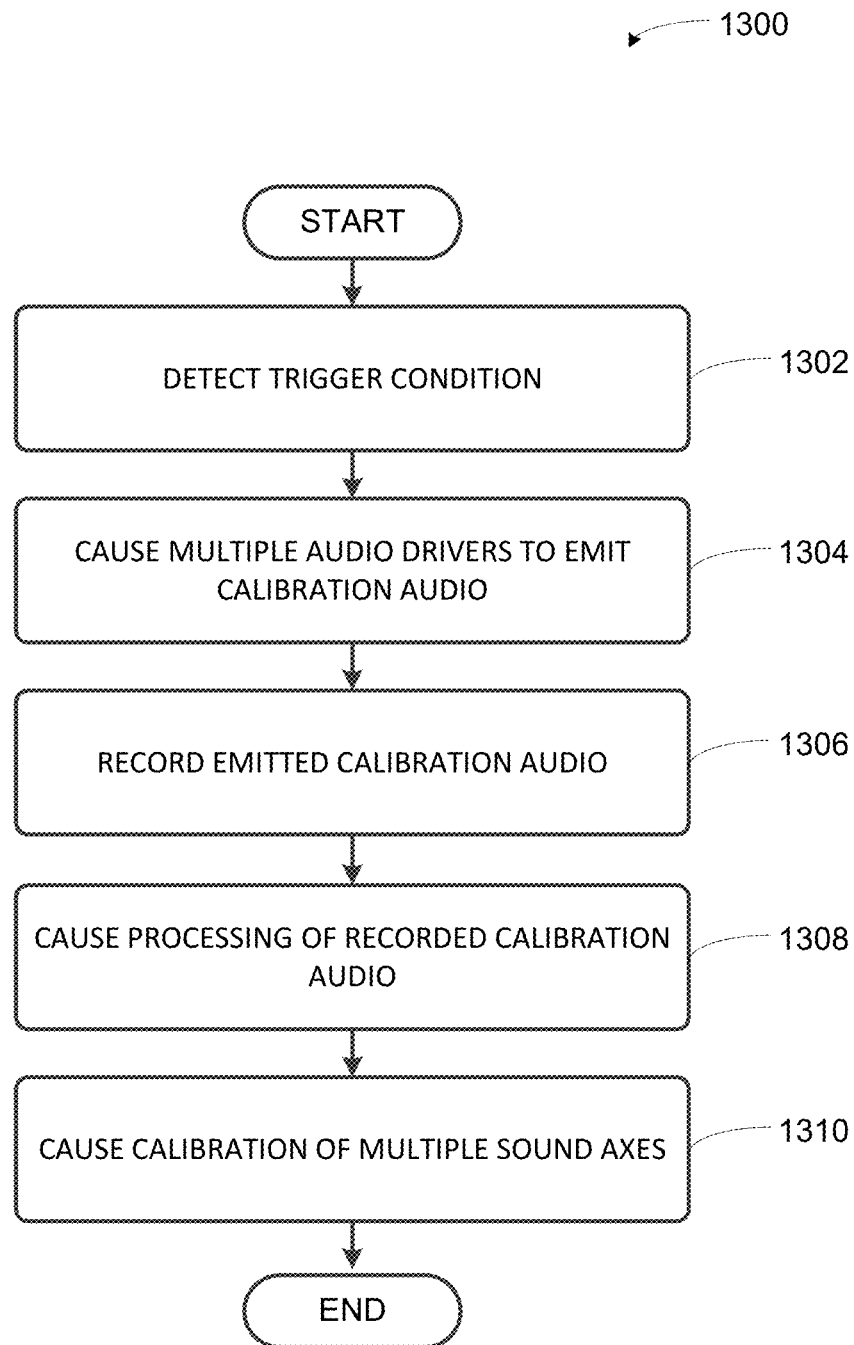 1300
START
DETECT TRIGGER CONDITION
1302
CAUSE MULTIPLE AUDIO DRIVERS TO EMIT
CALIBRATION AUDIO
1304
RECORD EMITTED CALIBRATION AUDIO
1306
CAUSE PROCESSING OF RECORDED CALIBRATION
AUDIO
1308
CAUSE CALIBRATION OF MULTIPLE SOUND AXES
1310
END